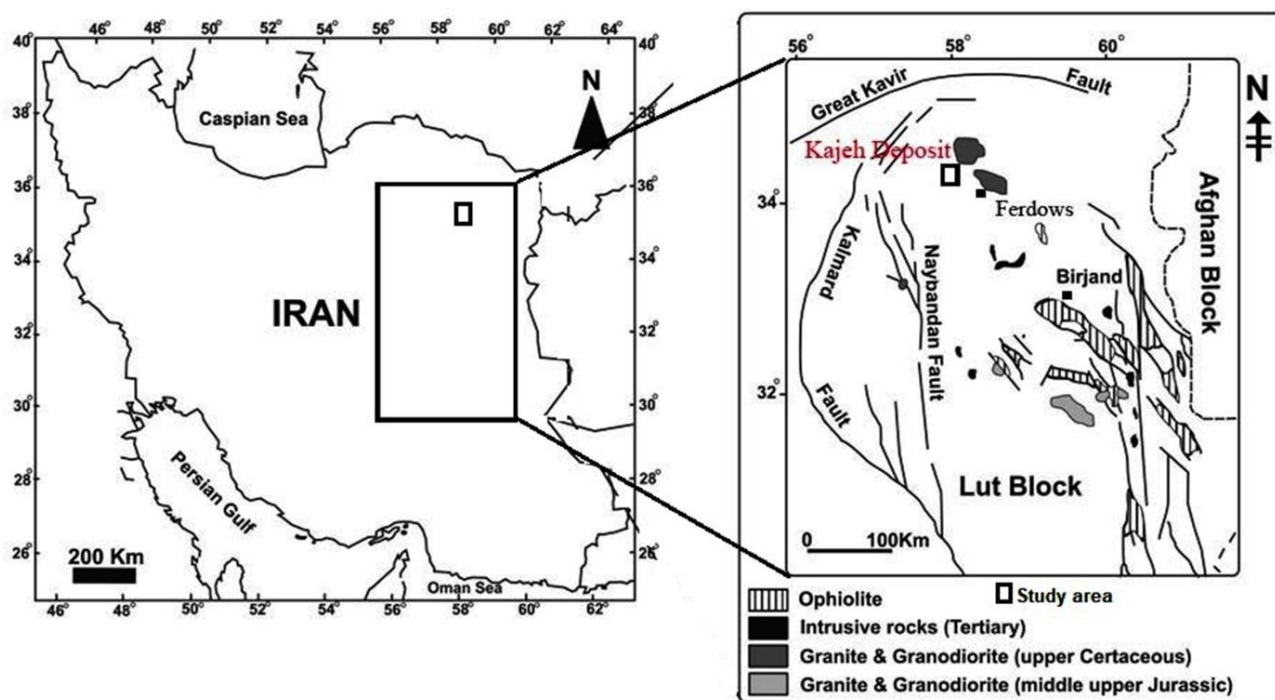 46° 48° 50° 52° 54° 56° 58° 60° 62° 64°
40°
40°
38°
38°
36°
36°
34°
34°
32°
32°
30°
30°
28°
28°
26°
26°
46° 48° 50° 52° 54° 56° 58° 60° 62°
N
Caspian Sea
IRAN
Persian Gulf
Oman Sea
200 Km
56° 58° 60°
34°
32°
N
Great Kavir Fault
Kajeh Deposit
Ferdows
Kalmard Fault
Naybandan Fault
Birjand
Afghan Block
Lut Block
0 100Km
Ophiolite
Study area
Intrusive rocks (Tertiary)
Granite & Granodiorite (upper Certaceous)
Granite & Granodiorite (middle upper Jurassic)